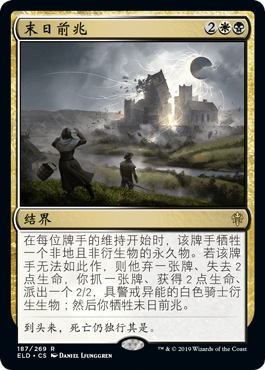 末日前兆 2
结界
在每位牌手的维持开始时，该牌手牺牲
一个非地且非衍生物的永久物。若该牌
手无法如此作，则他弃一张牌、失去2
点生命，你抓一张牌、获得2点生命、
派出一个2/2，具警戒异能的白色骑士衍
生生物；然后你牺牲末日前兆。
到头来，死亡仍独行其是。
187/269 R
ELD • CS DANIEL LJUNGGREN
™ & © 2019 Wizards of the Coast